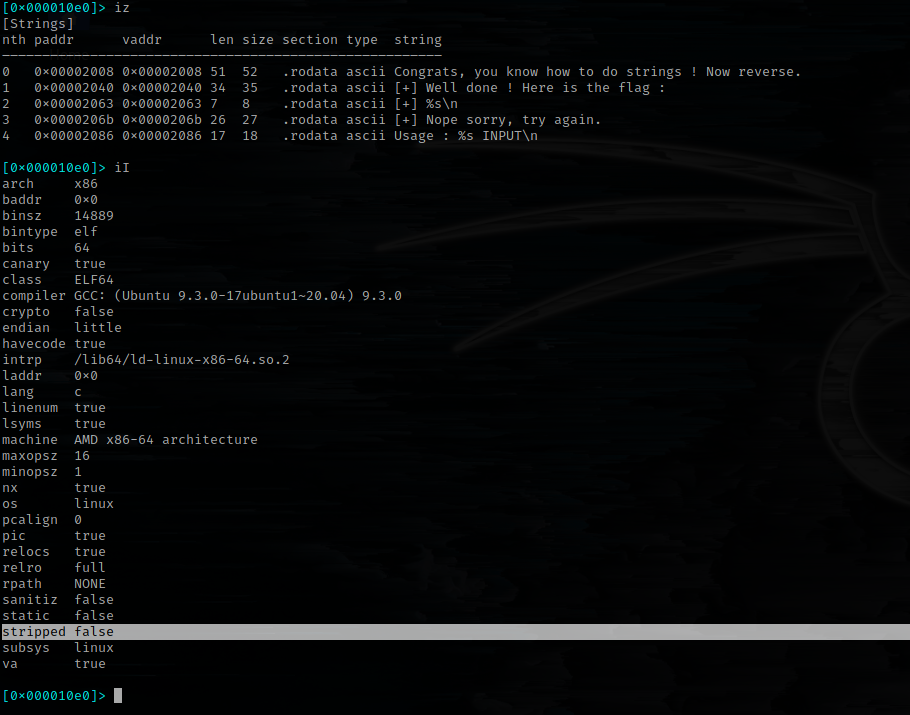 [0×000010e0]> iz
[Strings]
nth paddr      vaddr      len size section type  string
―――――――――――――――――――――――――――――――――――――――――――――――――――――――
0   0×00002008 0×00002008 51  52   .rodata ascii Congrats, you know how to do strings ! Now reverse.
1   0×00002040 0×00002040 34  35   .rodata ascii [+] Well done ! Here is the flag :
2   0×00002063 0×00002063 7   8    .rodata ascii [+] %s\n
3   0×0000206b 0×0000206b 26  27   .rodata ascii [+] Nope sorry, try again.
4   0×00002086 0×00002086 17  18   .rodata ascii Usage : %s INPUT\n
[0×000010e0]> iI
arch     x86
baddr    0×0
binsz    14889
bintype  elf
bits     64
canary   true
class    ELF64
compiler GCC: (Ubuntu 9.3.0-17ubuntu1~20.04) 9.3.0
crypto   false
endian   little
havecode true
intrp    /lib64/ld-linux-x86-64.so.2
laddr    0×0
lang     c
linenum  true
lsyms    true
machine  AMD x86-64 architecture
maxopsz  16
minopsz  1
nx       true
os       linux
pcalign  0
pic      true
relocs   true
relro    full
rpath    NONE
sanitiz  false
static   false
stripped false
subsys   linux
va       true
[0×000010e0]>